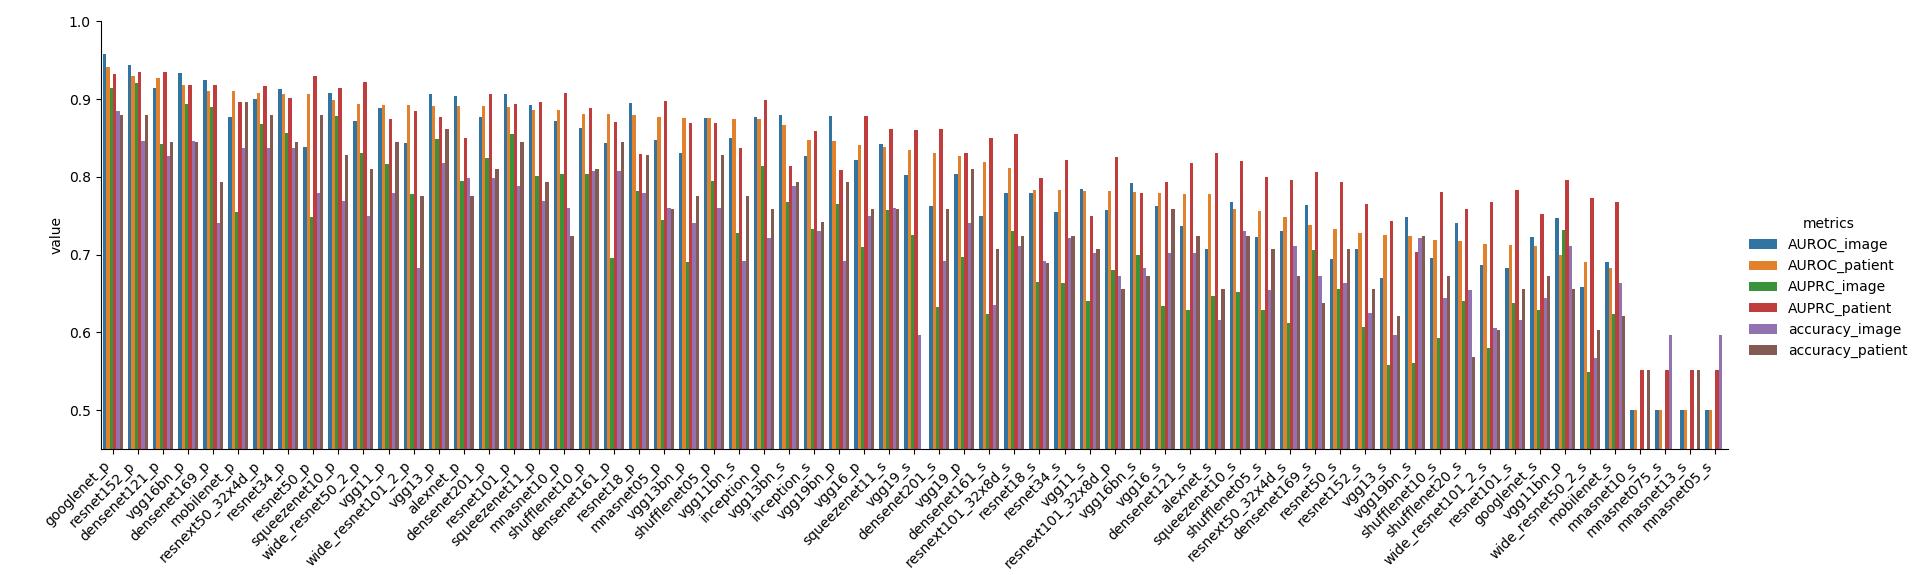 1.0
0.9
0.8
0.7
0.6
0.5
value
googlenet_p
resnet152_p
densenet121_p
vgg16bn_p
densenet169_p
mobilenet_p
resnext50_32x4d_p
resnet34_p
resnet50_p
squeezenet10_p
wide_resnet50_2_p
vgg11_p
wide_resnet101_2_p
vgg13_p
alexnet_p
densenet201_p
resnet101_p
squeezenet11_p
mnasnet10_p
shufflenet10_p
densenet161_p
resnet18_p
mnasnet05_p
vgg13bn_p
shufflenet05_p
vgg11bn_s
inception_p
vgg13bn_s
inception_s
vgg19bn_p
vgg16_p
squeezenet11_s
vgg19_s
densenet201_s
vgg19_p
densenet161_s
resnext101_32x8d_s
resnet18_s
resnet34_s
vgg11_s
resnext101_32x8d_p
vgg16bn_s
vgg16_s
densenet121_s
alexnet_s
squeezenet10_s
shufflenet05_s
resnext50_32x4d_s
densenet169_s
resnet50_s
resnet152_s
vgg13_s
vgg19bn_s
shufflenet10_s
shufflenet20_s
wide_resnet101_2_s
resnet101_s
googlenet_s
vgg11bn_p
wide_resnet50_2_s
mobilenet_s
mnasnet10_s
mnasnet075_s
mnasnet13_s
mnasnet05_s
metrics
AUROC_image
AUROC_patient
AUPRC_image
AUPRC_patient
accuracy_image
accuracy_patient